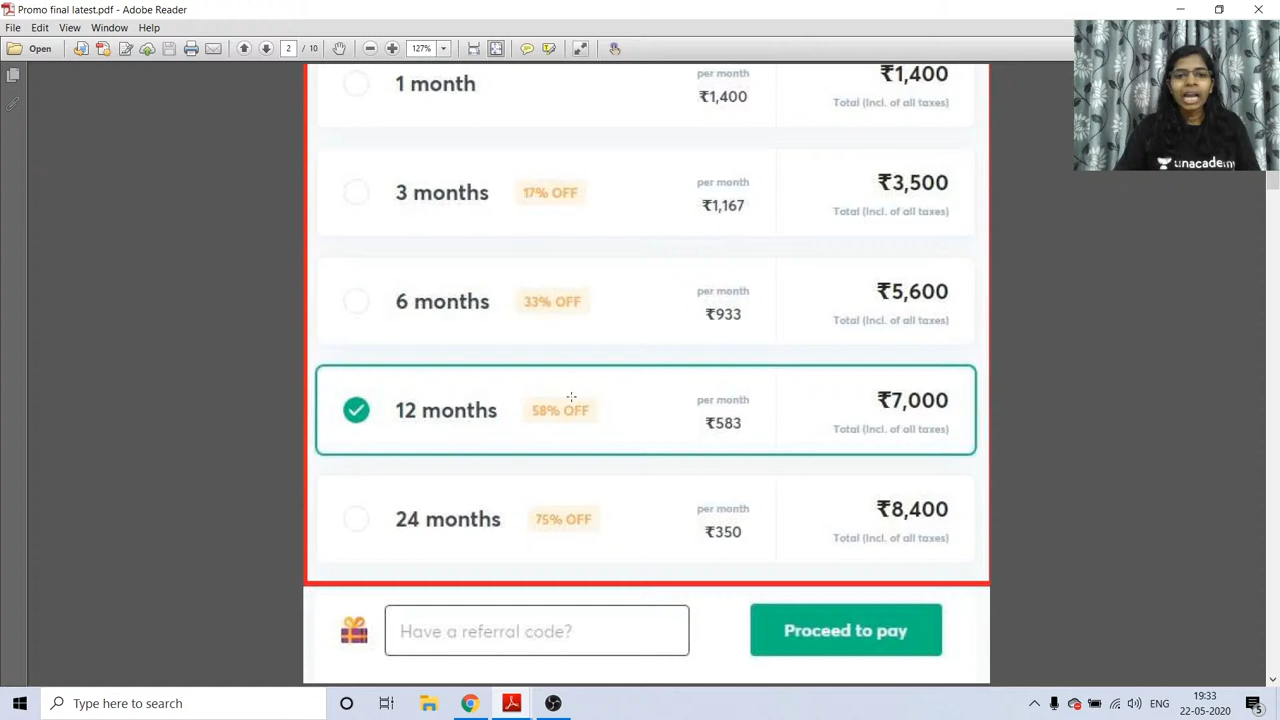 Promo final latest.pdf - Adobe Reader
File Edit View Window Help
Open 2 / 10 127%
1 month per month ₹1,400 ₹1,400 Total (Incl. of all taxes)
3 months 17% OFF per month ₹1,167 ₹3,500 Total (Incl. of all taxes)
6 months 33% OFF per month ₹933 ₹5,600 Total (Incl. of all taxes)
12 months 58% OFF per month ₹583 ₹7,000 Total (Incl. of all taxes)
24 months 75% OFF per month ₹350 ₹8,400 Total (Incl. of all taxes)
Have a referral code? Proceed to pay
unacademy
Type here to search
ENG
19:33
22-05-2020
5